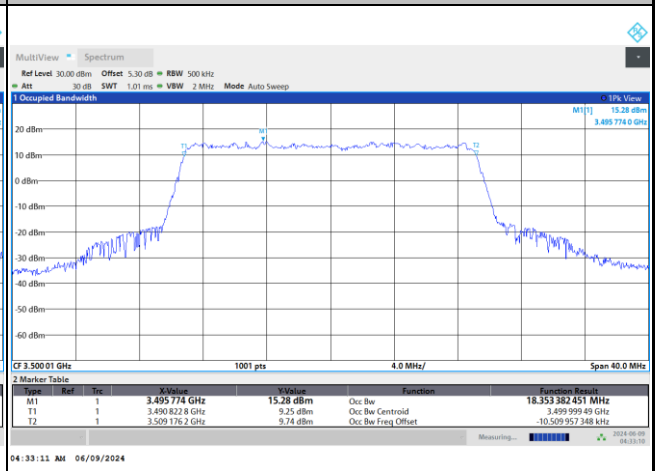 MultiView Spectrum
Ref Level 30.00 dBm Offset 5.30 dB RBW 500 kHz
Att 30 dB SWT 1.01 ms VBW 2 MHz Mode Auto Sweep
1 Occupied Bandwidth 1Pk View
M1[1] 15.28 dBm
3.495 774 0 GHz
20 dBm
M1
T1 T2
10 dBm
0 dBm
-10 dBm
-20 dBm
-30 dBm
-40 dBm
-50 dBm
-60 dBm
CF 3.500 01 GHz 1001 pts 4.0 MHz/ Span 40.0 MHz
2 Marker Table
Type Ref Trc X-Value Y-Value Function Function Result
M1 1 3.495 774 GHz 15.28 dBm Occ Bw 18.353 382 451 MHz
T1 1 3.490 822 8 GHz 9.25 dBm Occ Bw Centroid 3.499 999 49 GHz
T2 1 3.509 176 2 GHz 9.74 dBm Occ Bw Freq Offset -10.509 957 348 kHz
Measuring... 2024-06-09
04:33:10
04:33:11 AM 06/09/2024